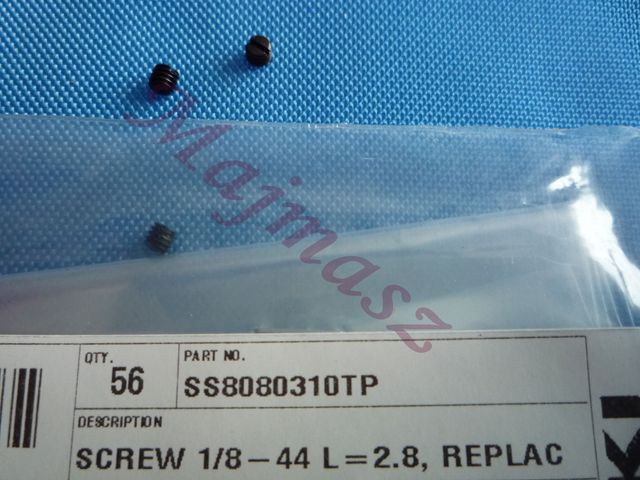 Majmasz
QTY. PART NO.
56 SS8080310TP
DESCRIPTION
SCREW 1/8-44 L=2.8, REPLAC